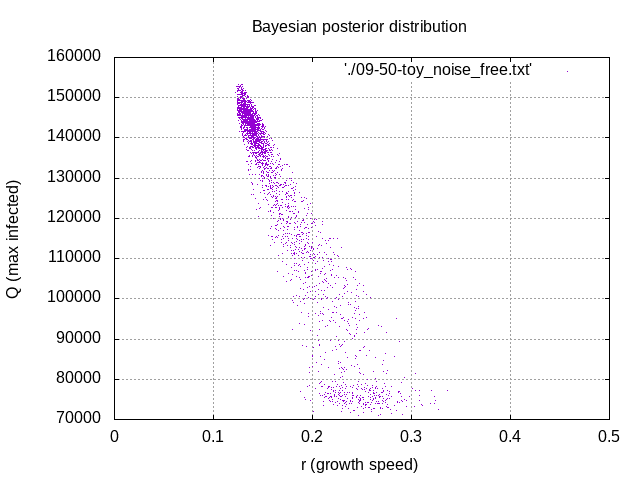 Bayesian posterior distribution
'./09-50-toy_noise_free.txt'
160000
150000
140000
130000
120000
110000
100000
90000
80000
70000
Q (max infected)
0 0.1 0.2 0.3 0.4 0.5
r (growth speed)